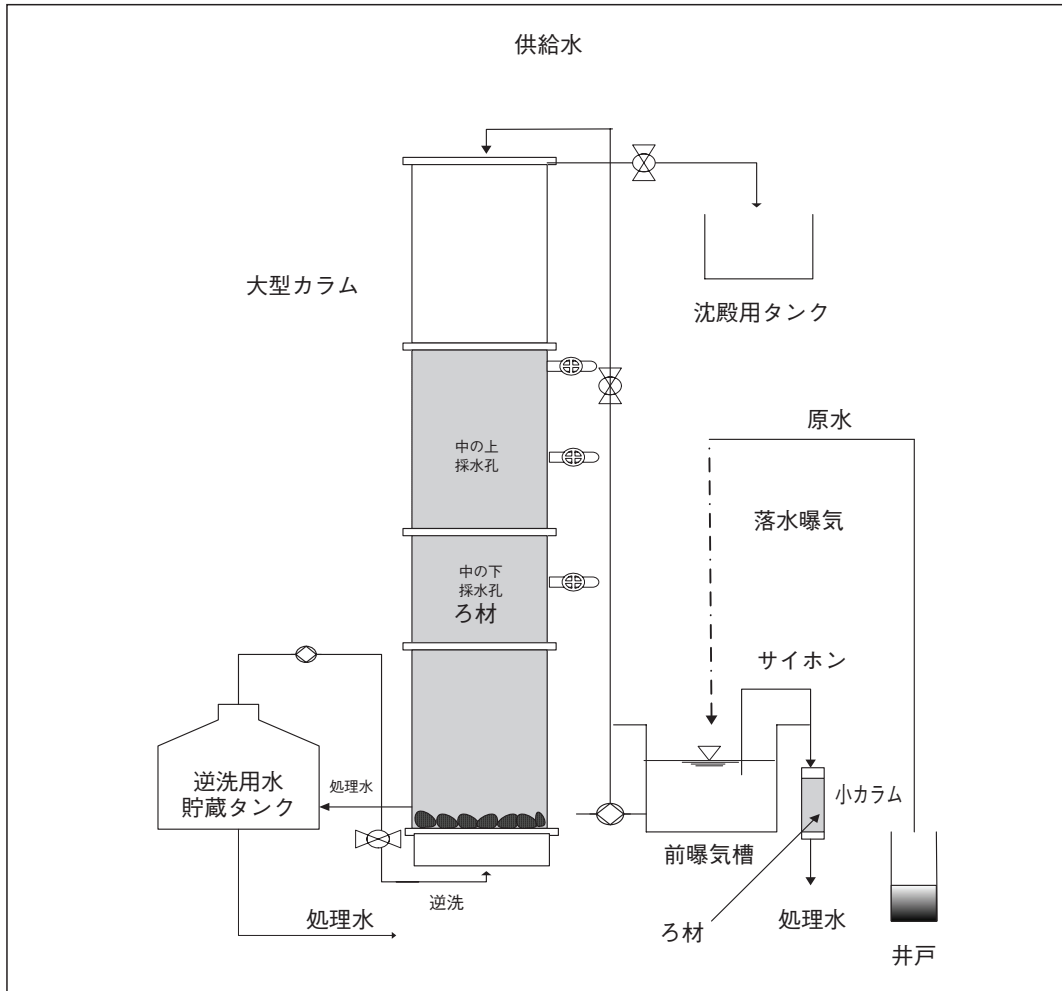 供給水
大型カラム
沈殿用タンク
原水
中の上
採水孔
落水曝気
中の下
採水孔
ろ材
サイホン
逆洗用水
貯蔵タンク
処理水
小カラム
前曝気槽
逆洗
処理水
ろ材
処理水
井戸